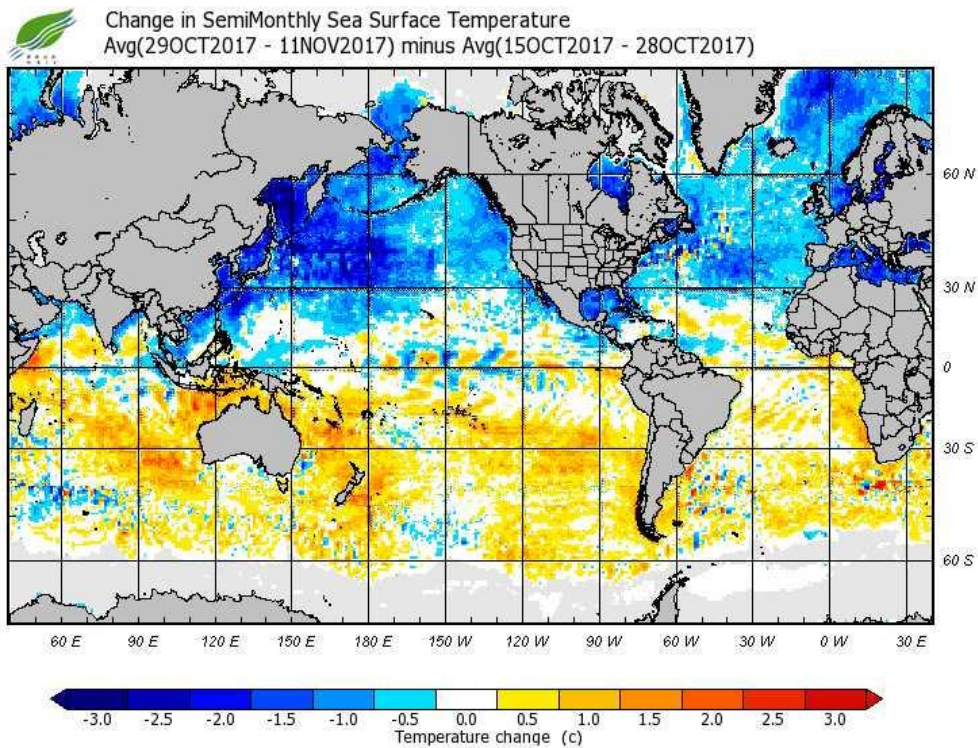 Change in SemiMonthly Sea Surface Temperature
Avg(29OCT2017 - 11NOV2017) minus Avg(15OCT2017 - 28OCT2017)
60 N
30 N
0
30 S
60 S
60 E 90 E 120 E 150 E 180 E 150 W 120 W 90 W 60 W 30 W 0 W 30 E
-3.0 -2.5 -2.0 -1.5 -1.0 -0.5 0.0 0.5 1.0 1.5 2.0 2.5 3.0
Temperature change (c)